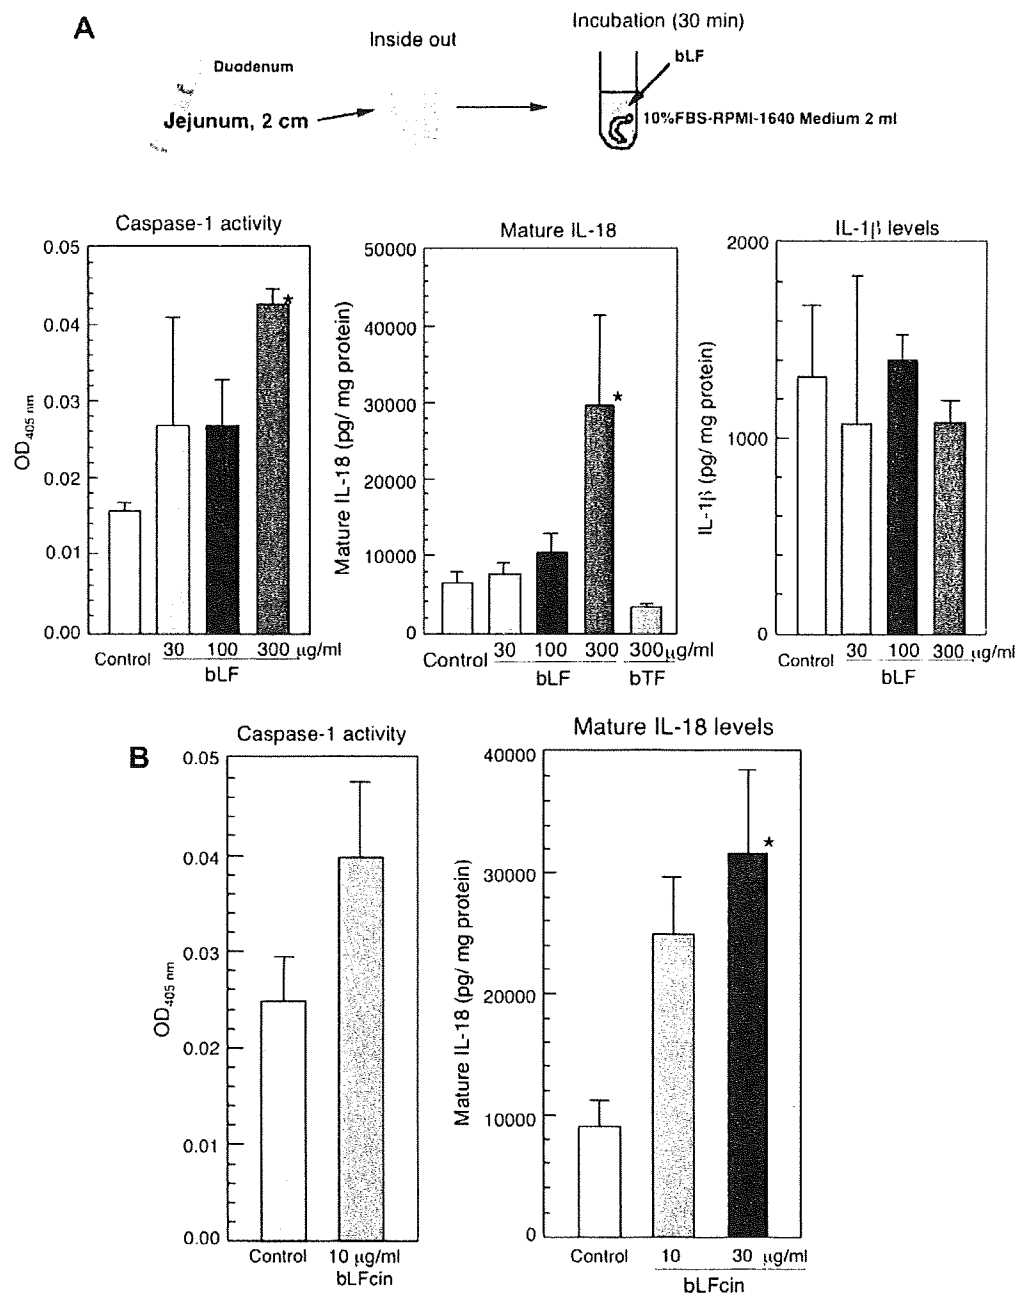 A
Incubation (30 min)
Inside out
bLF
Duodenum
Jejunum, 2 cm
10%FBS-RPMI-1640 Medium 2 ml
Caspase-1 activity
0.05
0.04
0.03
0.02
0.01
0.00
OD405 nm
Control 30 100 300 μg/ml
bLF
Mature IL-18
50000
40000
30000
20000
10000
0
Mature IL-18 (pg/ mg protein)
Control 30 100 300 300 μg/ml
bLF bTF
IL-1β levels
2000
1000
0
IL-1β (pg/ mg protein)
Control 30 100 300 μg/ml
bLF
B
Caspase-1 activity
0.05
0.04
0.03
0.02
0.01
0.00
OD405 nm
Control 10 μg/ml
bLFcin
Mature IL-18 levels
40000
30000
20000
10000
0
Mature IL-18 (pg/ mg protein)
Control 10 30 μg/ml
bLFcin